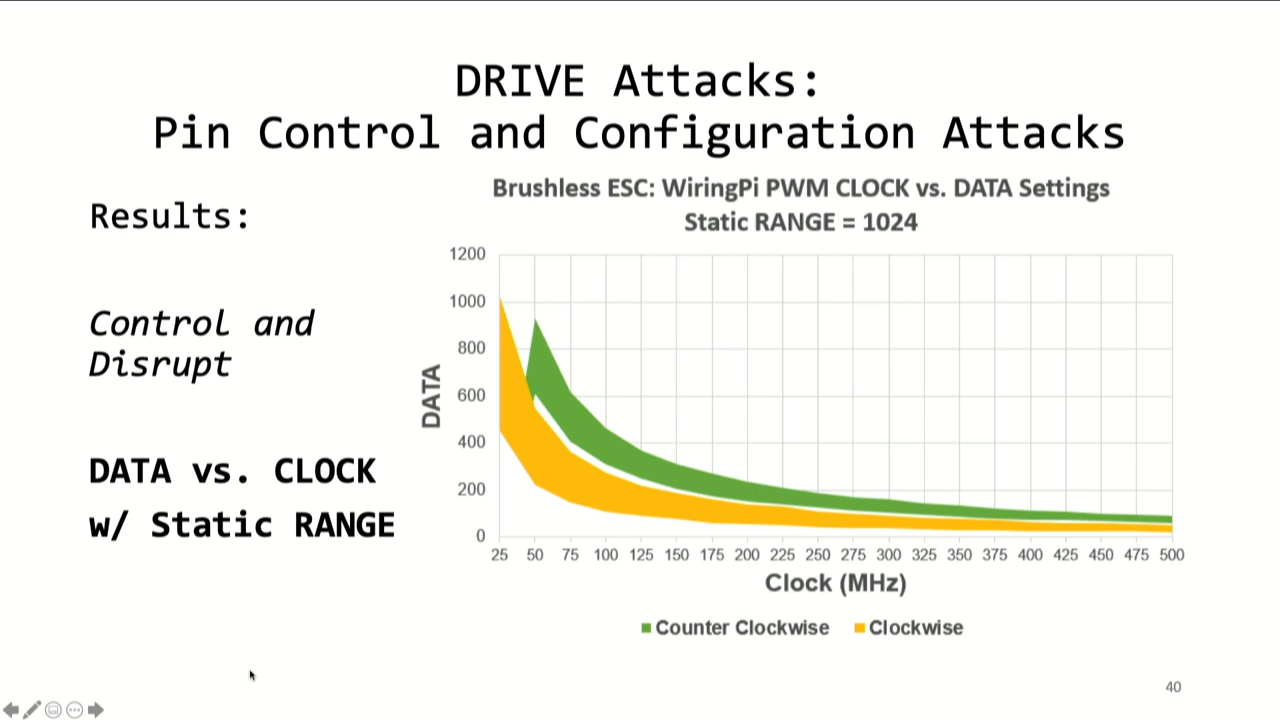 DRIVE Attacks:
Pin Control and Configuration Attacks
Results:
Control and
Disrupt
DATA vs. CLOCK
w/ Static RANGE
Brushless ESC: WiringPi PWM CLOCK vs. DATA Settings
Static RANGE = 1024
DATA
1200
1000
800
600
400
200
0
25 50 75 100 125 150 175 200 225 250 275 300 325 350 375 400 425 450 475 500
Clock (MHz)
Counter Clockwise Clockwise
40